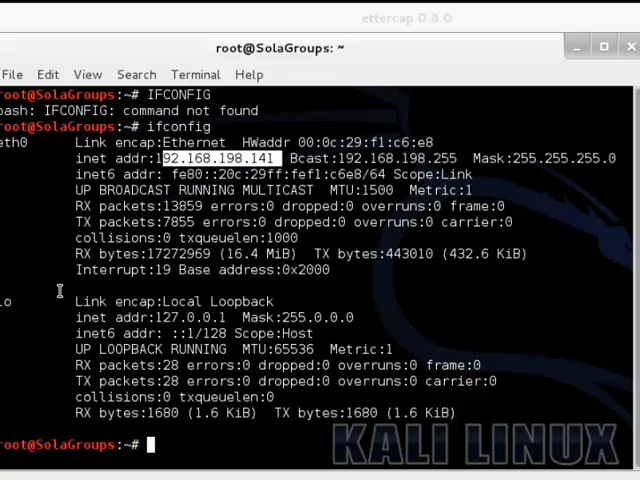 ettercap 0.8.0
root@SolaGroups: ~
File Edit View Search Terminal Help
root@SolaGroups:~# IFCONFIG
bash: IFCONFIG: command not found
root@SolaGroups:~# ifconfig
eth0 Link encap:Ethernet HWaddr 00:0c:29:f1:c6:e8
inet addr:192.168.198.141 Bcast:192.168.198.255 Mask:255.255.255.0
inet6 addr: fe80::20c:29ff:fef1:c6e8/64 Scope:Link
UP BROADCAST RUNNING MULTICAST MTU:1500 Metric:1
RX packets:13859 errors:0 dropped:0 overruns:0 frame:0
TX packets:7855 errors:0 dropped:0 overruns:0 carrier:0
collisions:0 txqueuelen:1000
RX bytes:17272969 (16.4 MiB) TX bytes:443010 (432.6 KiB)
Interrupt:19 Base address:0x2000
lo Link encap:Local Loopback
inet addr:127.0.0.1 Mask:255.0.0.0
inet6 addr: ::1/128 Scope:Host
UP LOOPBACK RUNNING MTU:65536 Metric:1
RX packets:28 errors:0 dropped:0 overruns:0 frame:0
TX packets:28 errors:0 dropped:0 overruns:0 carrier:0
collisions:0 txqueuelen:0
RX bytes:1680 (1.6 KiB) TX bytes:1680 (1.6 KiB)
root@SolaGroups:~#
KALI LINUX